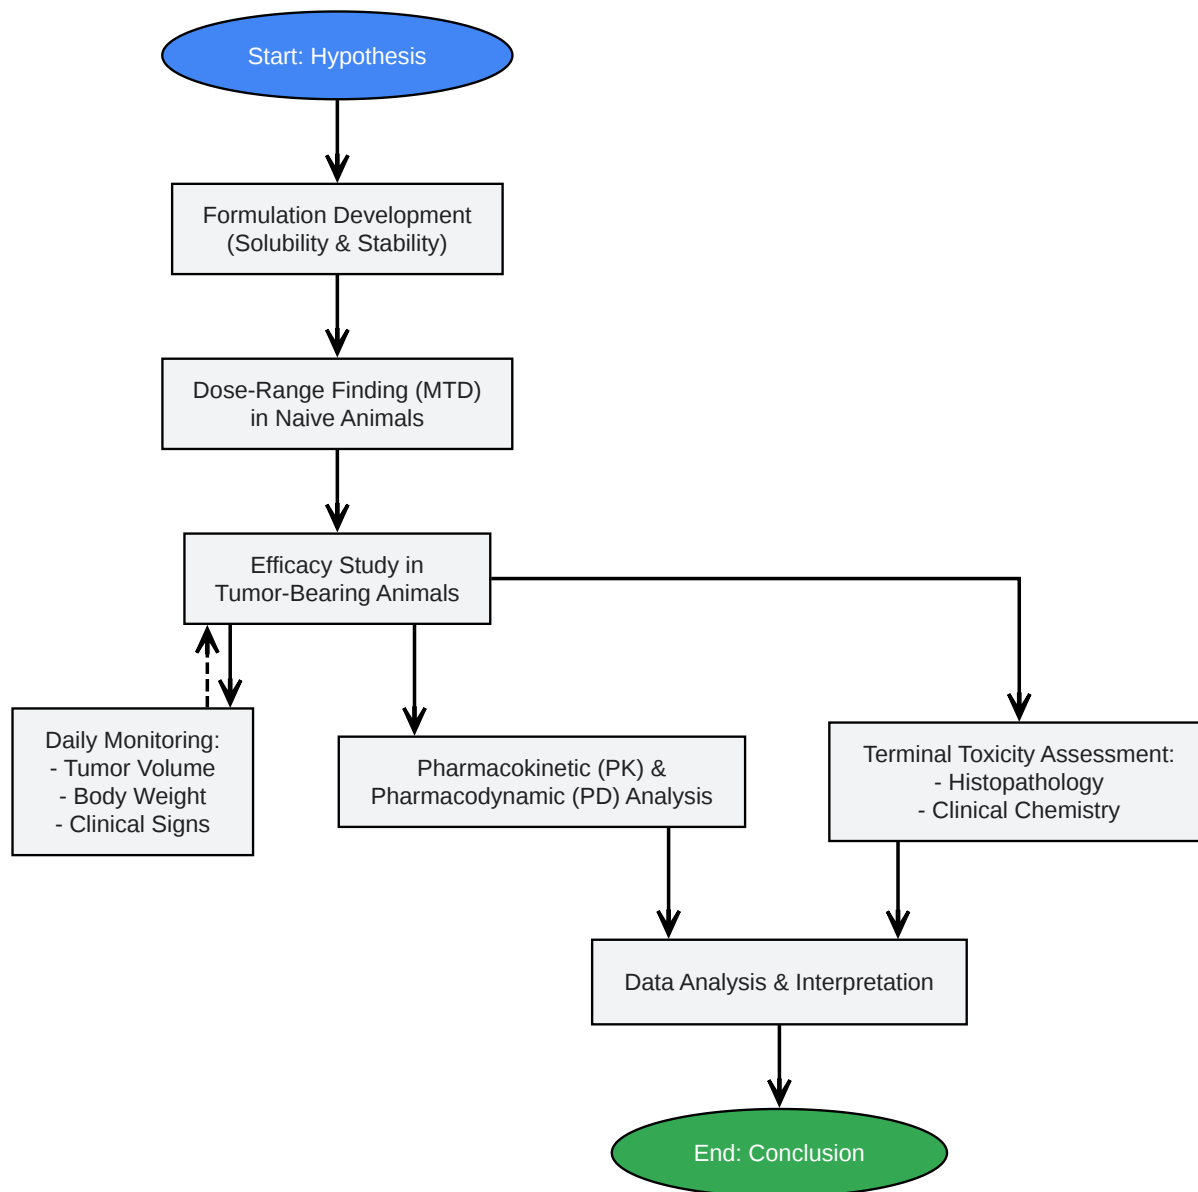 Start: Hypothesis
Formulation Development
(Solubility & Stability)
Dose-Range Finding (MTD)
in Naive Animals
Efficacy Study in
Tumor-Bearing Animals
Daily Monitoring:
- Tumor Volume
- Body Weight
- Clinical Signs
Pharmacokinetic (PK) &
Pharmacodynamic (PD) Analysis
Terminal Toxicity Assessment:
- Histopathology
- Clinical Chemistry
Data Analysis & Interpretation
End: Conclusion